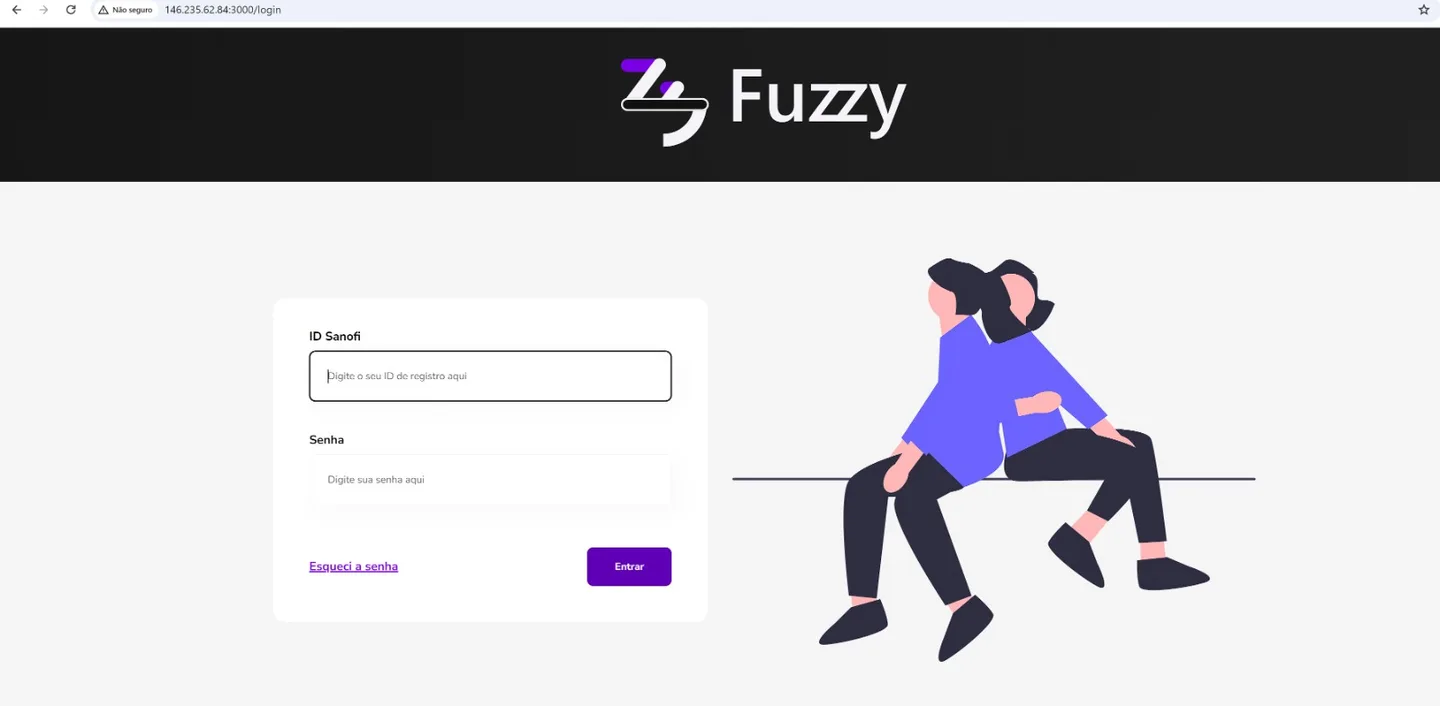 Não seguro 146.235.62.84:3000/login
Fuzzy
ID Sanofi
Digite o seu ID de registro aqui
Senha
Digite sua senha aqui
Esqueci a senha
Entrar